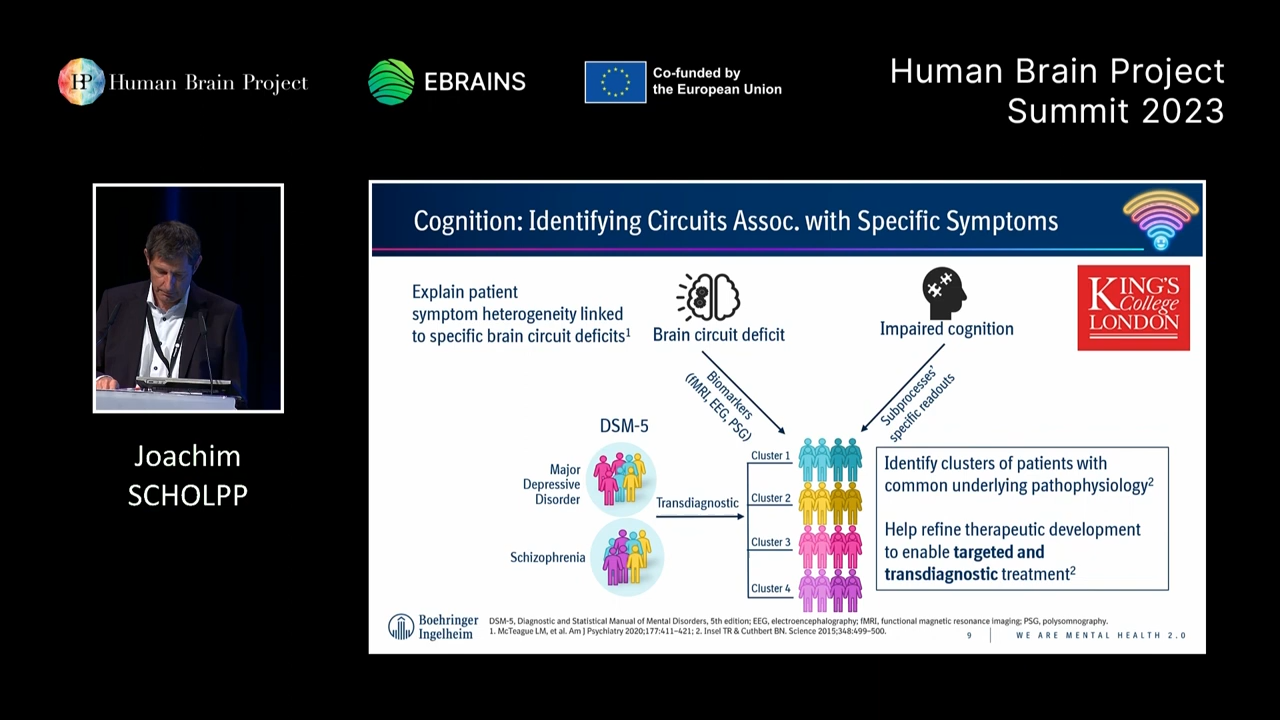 HP Human Brain Project
EBRAINS
Co-funded by
the European Union
Human Brain Project
Summit 2023
Joachim
SCHOLPP
Cognition: Identifying Circuits Assoc. with Specific Symptoms
Explain patient
symptom heterogeneity linked
to specific brain circuit deficits¹
Brain circuit deficit
Impaired cognition
KING'S
College
LONDON
Biomarkers
(fMRI, EEG, PSG)
Subprocesses'
specific readouts
DSM-5
Major
Depressive
Disorder
Schizophrenia
Transdiagnostic
Cluster 1
Cluster 2
Cluster 3
Cluster 4
Identify clusters of patients with
common underlying pathophysiology²
Help refine therapeutic development
to enable targeted and
transdiagnostic treatment²
Boehringer
Ingelheim
DSM-5, Diagnostic and Statistical Manual of Mental Disorders, 5th edition; EEG, electroencephalography; fMRI, functional magnetic resonance imaging; PSG, polysomnography.
1. McTeague LM, et al. Am J Psychiatry 2020;177:411–421; 2. Insel TR & Cuthbert BN. Science 2015;348:499–500.
9
WE ARE MENTAL HEALTH 2.0